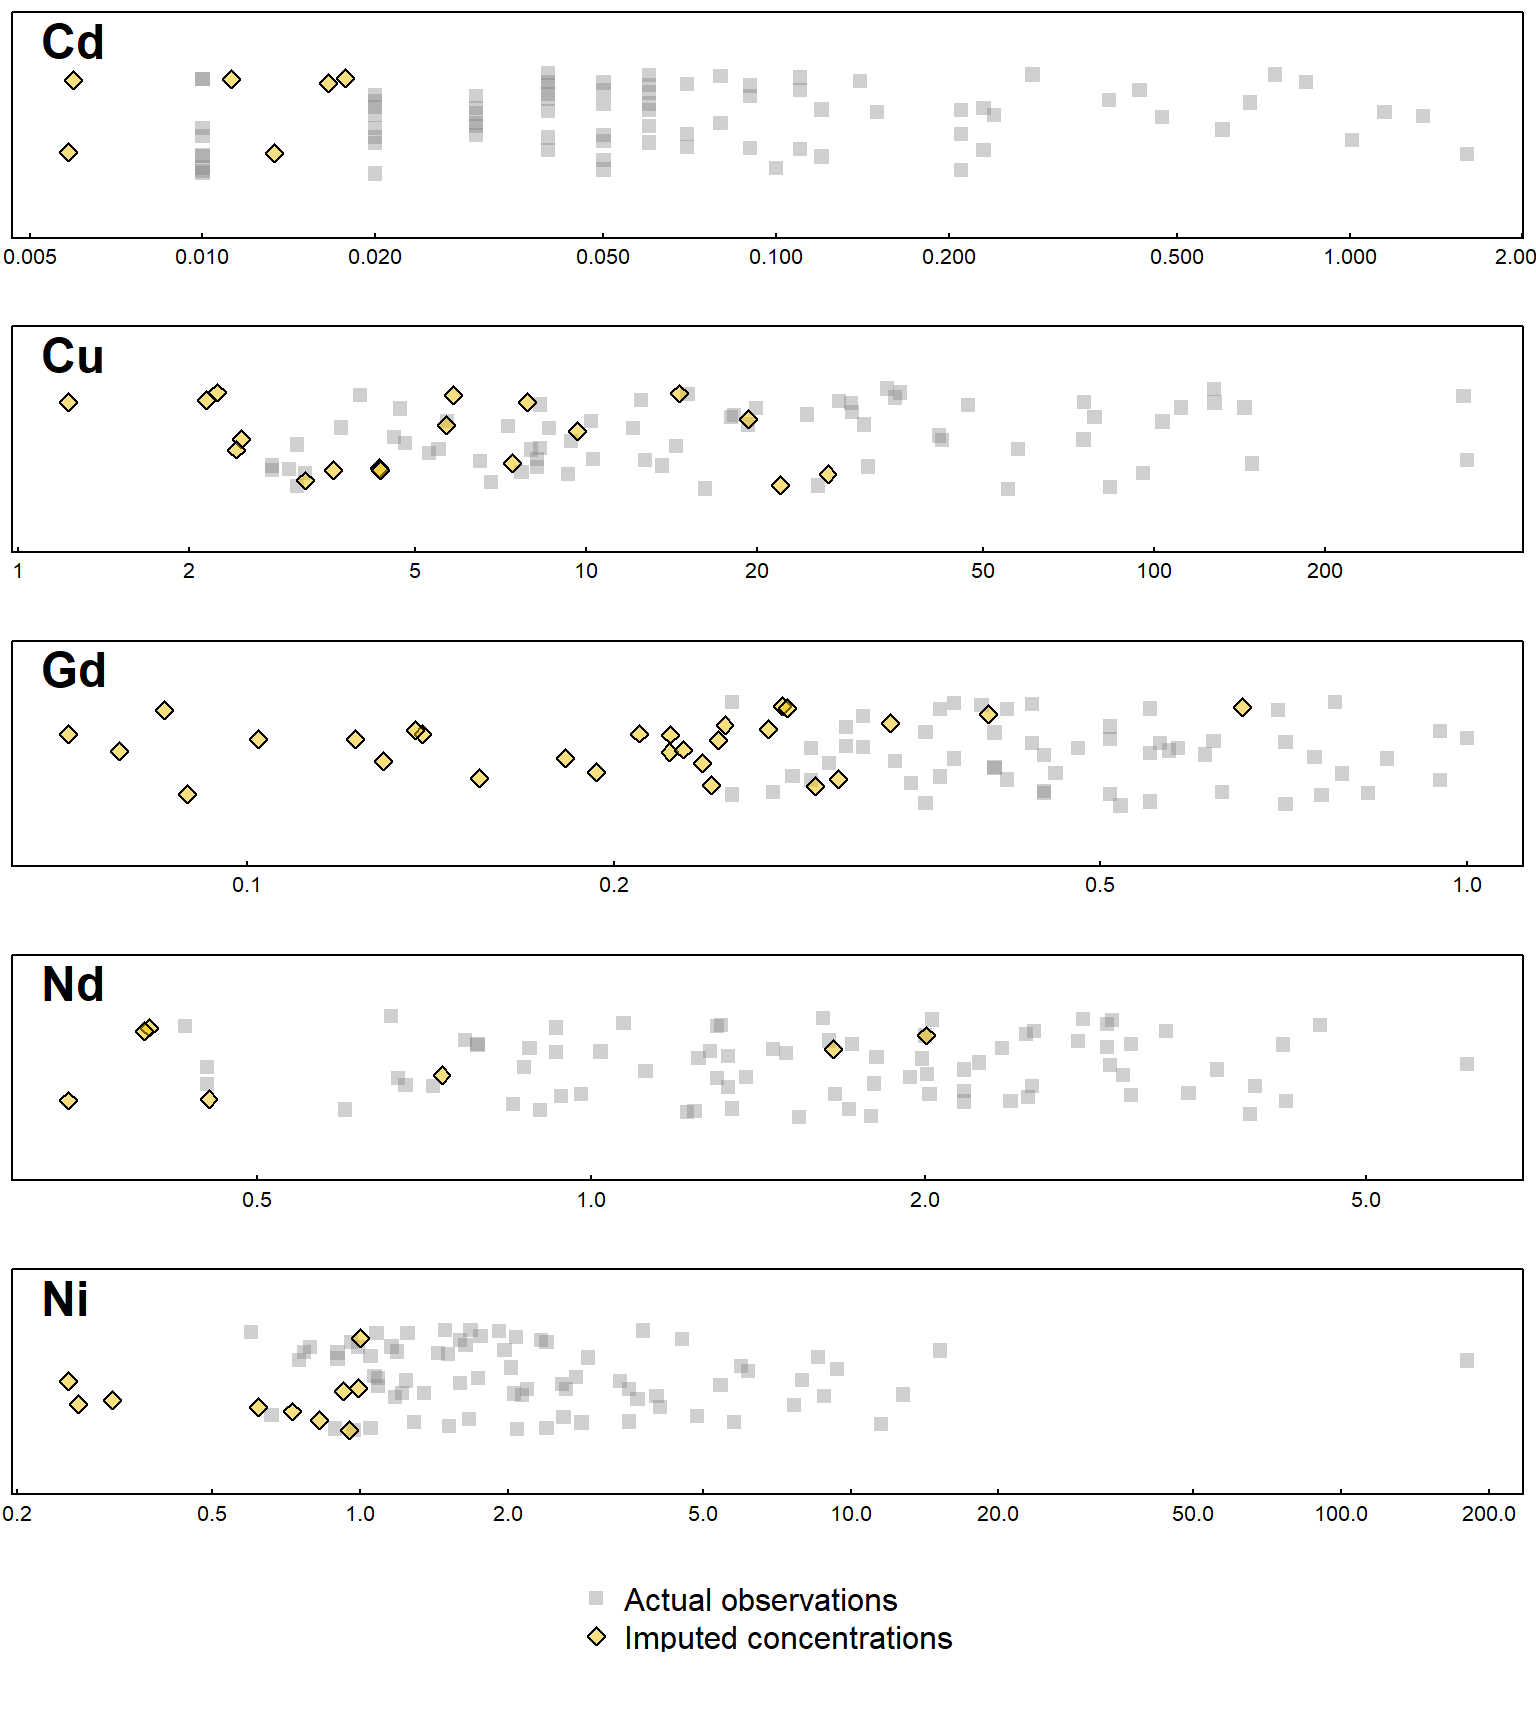 Cd
0.005 0.010 0.020 0.050 0.100 0.200 0.500 1.000 2.00
Cu
1 2 5 10 20 50 100 200
Gd
0.1 0.2 0.5 1.0
Nd
0.5 1.0 2.0 5.0
Ni
0.2 0.5 1.0 2.0 5.0 10.0 20.0 50.0 100.0 200.0
Actual observations
Imputed concentrations